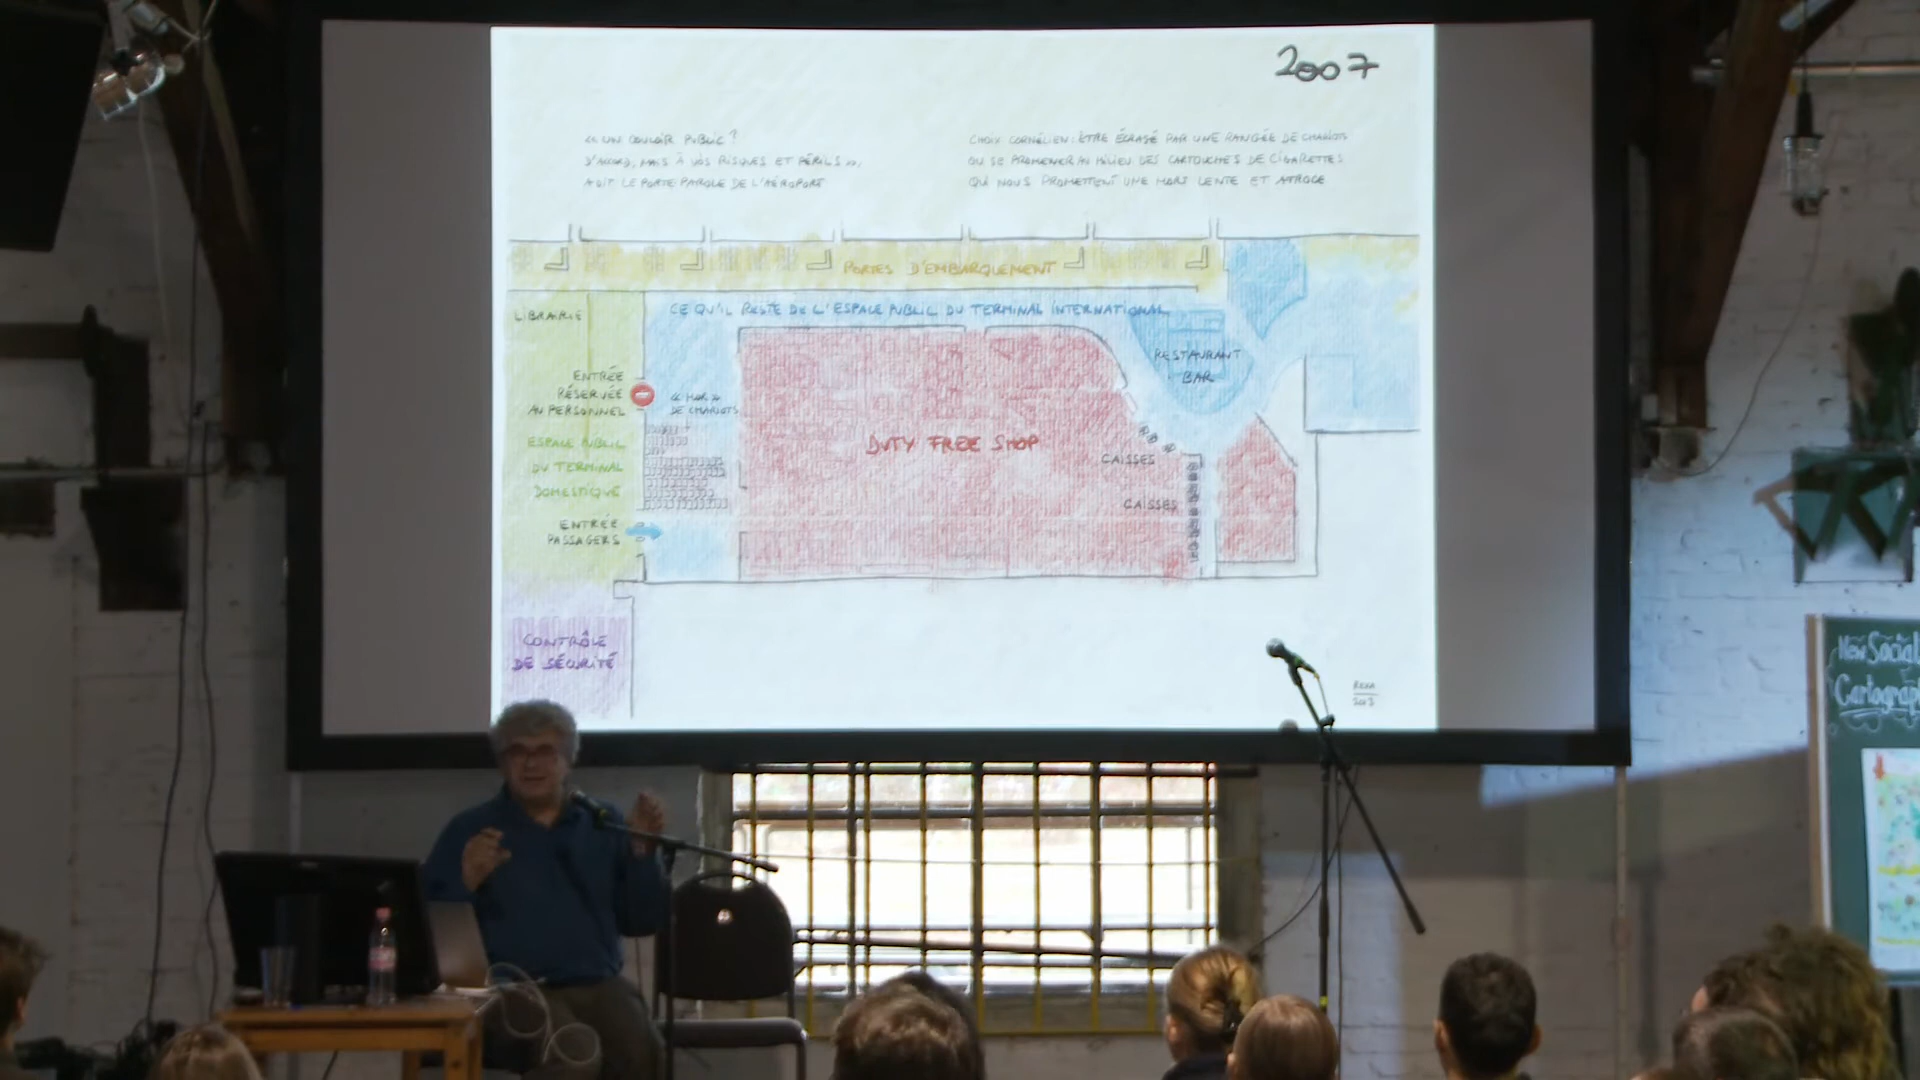 2007
« UN COULOIR PUBLIC ?
D'ACCORD, MAIS À VOS RISQUES ET PÉRILS »,
A DIT LE PORTE-PAROLE DE L'AÉROPORT
CHOIX CORNÉLIEN : ÊTRE ÉCRASÉ PAR UNE RANGÉE DE CHARIOTS
OU SE PROMENER AU MILIEU DES CARTOUCHES DE CIGARETTES
QUI NOUS PROMETTENT UNE MORT LENTE ET ATROCE
PORTES D'EMBARQUEMENT
LIBRAIRIE
CE QU'IL RESTE DE L'ESPACE PUBLIC DU TERMINAL INTERNATIONAL
RESTAURANT
BAR
ENTRÉE
RÉSERVÉE
AU PERSONNEL
« MUR »
DE CHARIOTS
ESPACE PUBLIC
DU TERMINAL
DOMESTIQUE
DUTY FREE SHOP
CAISSES
CAISSES
ENTRÉE
PASSAGERS
CONTRÔLE
DE SÉCURITÉ
New Social
Cartograp